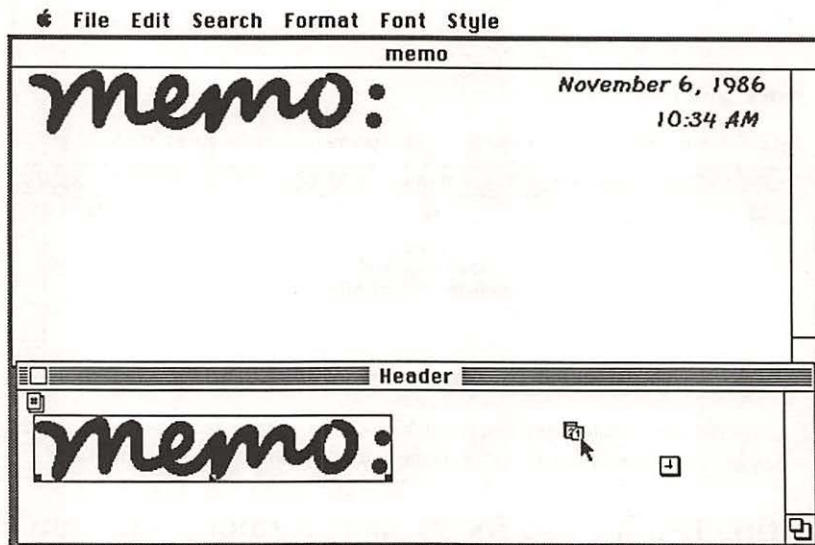 File Edit Search Format Font Style
memo
memo:
November 6, 1986
10:34 AM
Header
#
memo: